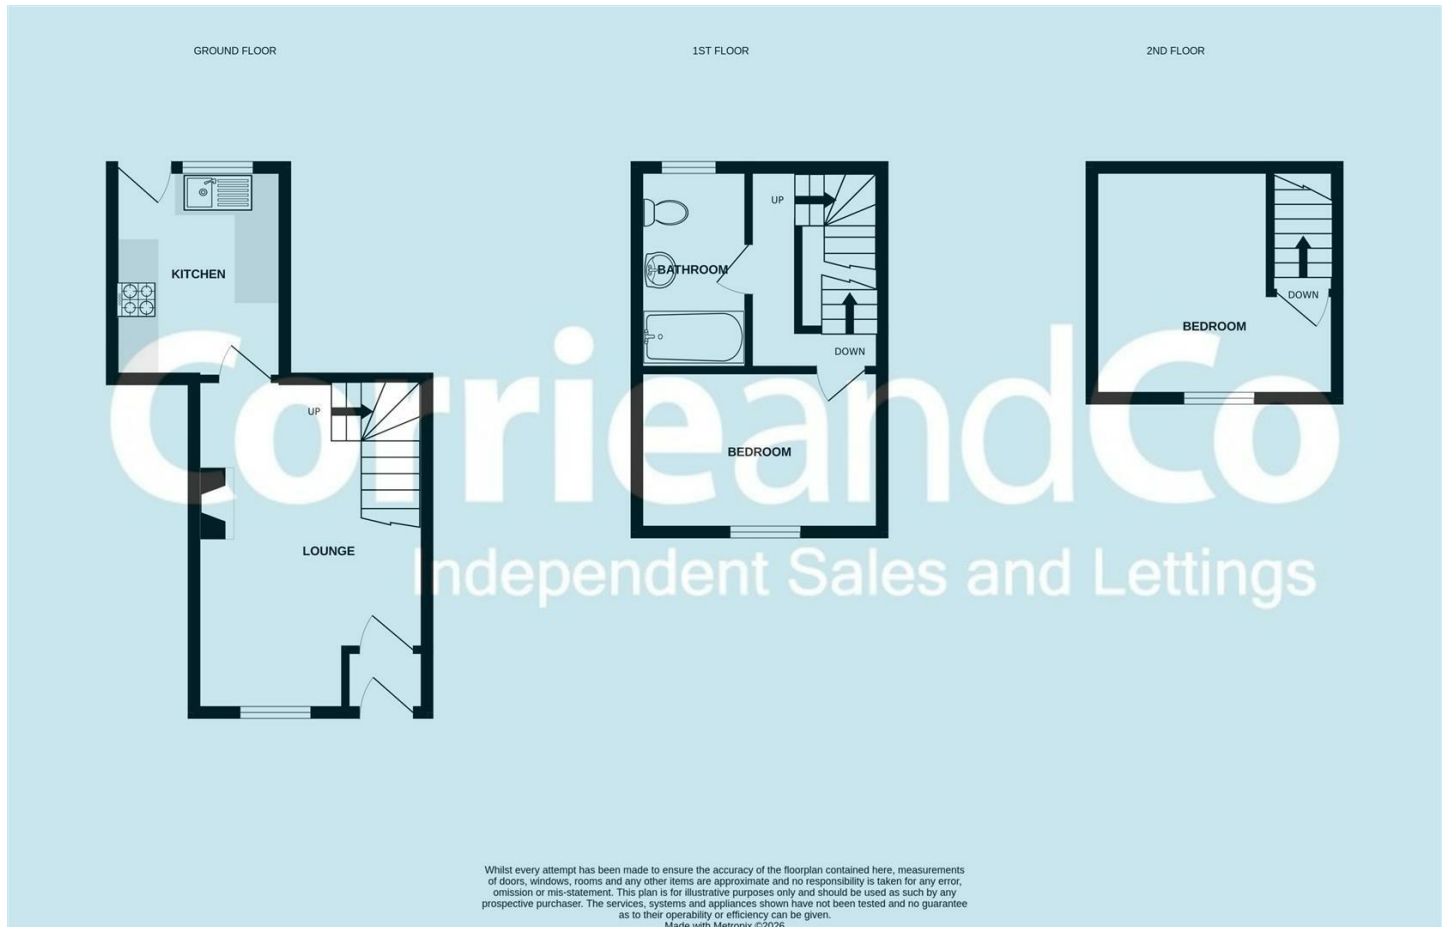 GROUND FLOOR
1ST FLOOR
2ND FLOOR
KITCHEN
UP
LOUNGE
UP
BATHROOM
DOWN
BEDROOM
DOWN
BEDROOM
CorrieandCo
Independent Sales and Lettings
Whilst every attempt has been made to ensure the accuracy of the floorplan contained here, measurements
of doors, windows, rooms and any other items are approximate and no responsibility is taken for any error,
omission or mis-statement. This plan is for illustrative purposes only and should be used as such by any
prospective purchaser. The services, systems and appliances shown have not been tested and no guarantee
as to their operability or efficiency can be given.
Made with Metropix ©2026